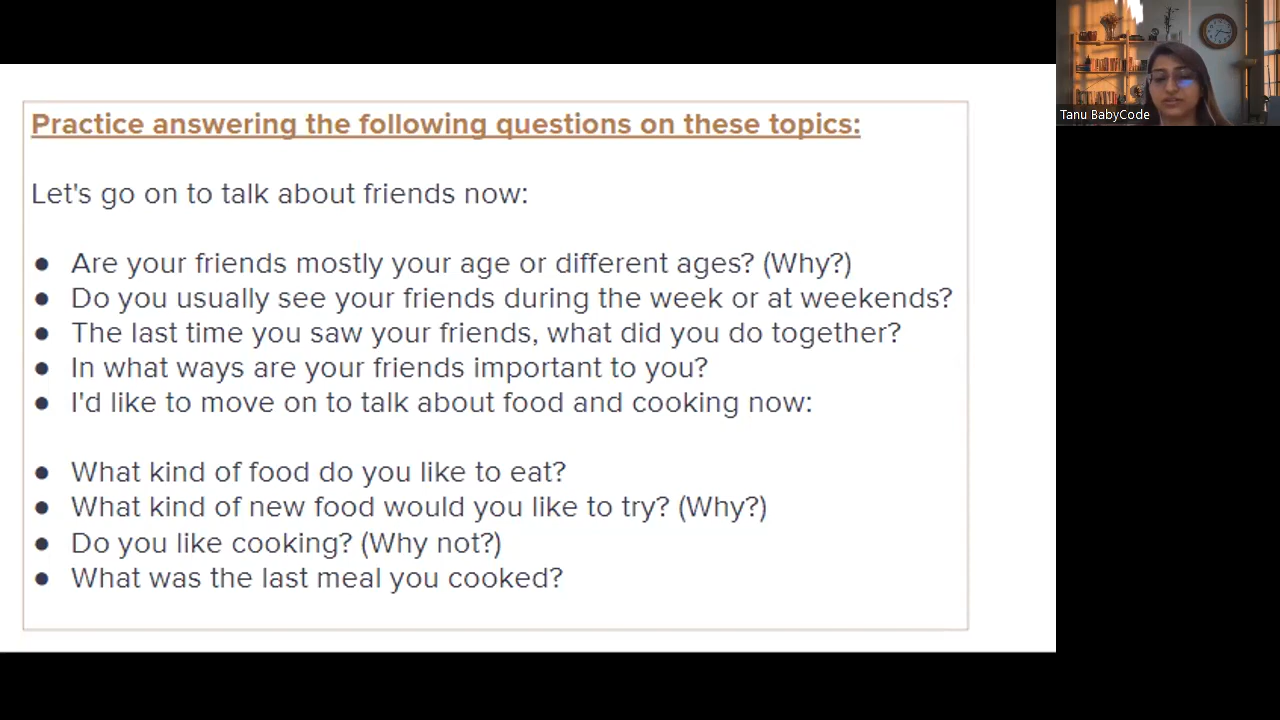 Tanu BabyCode
Practice answering the following questions on these topics:
Let's go on to talk about friends now:
● Are your friends mostly your age or different ages? (Why?)
● Do you usually see your friends during the week or at weekends?
● The last time you saw your friends, what did you do together?
● In what ways are your friends important to you?
● I'd like to move on to talk about food and cooking now:
● What kind of food do you like to eat?
● What kind of new food would you like to try? (Why?)
● Do you like cooking? (Why not?)
● What was the last meal you cooked?